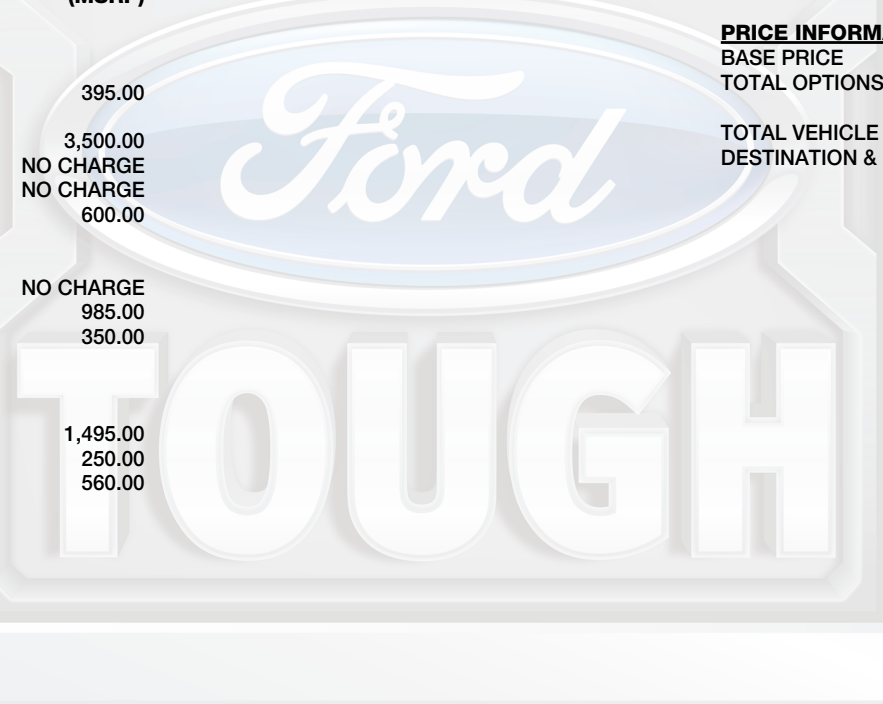 (MSRP)
395.00
3,500.00
NO CHARGE
NO CHARGE
600.00
NO CHARGE
985.00
350.00
1,495.00
250.00
560.00
PRICE INFORMA
BASE PRICE
TOTAL OPTIONS
TOTAL VEHICLE
DESTINATION &
Ford
TOUGH